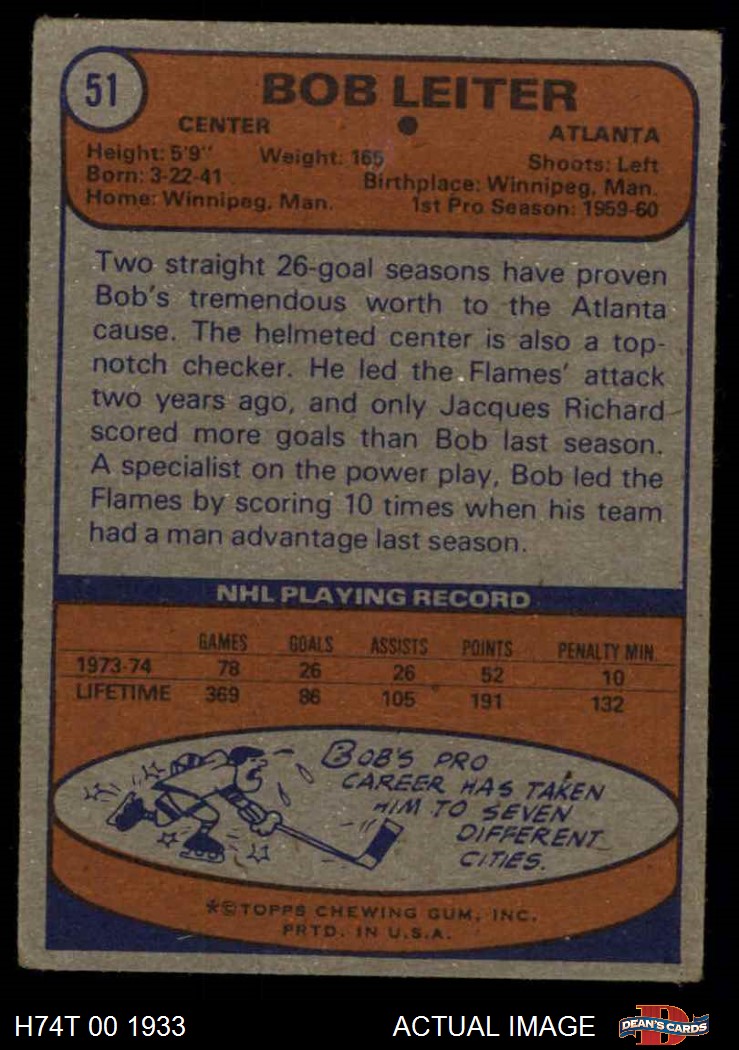 51
BOB LEITER
CENTER ATLANTA
Height: 5'9" Weight: 165 Shoots: Left
Born: 3-22-41 Birthplace: Winnipeg, Man.
Home: Winnipeg, Man. 1st Pro Season: 1959-60
Two straight 26-goal seasons have proven
Bob's tremendous worth to the Atlanta
cause. The helmeted center is also a top-
notch checker. He led the Flames' attack
two years ago, and only Jacques Richard
scored more goals than Bob last season.
A specialist on the power play, Bob led the
Flames by scoring 10 times when his team
had a man advantage last season.
NHL PLAYING RECORD
GAMES GOALS ASSISTS POINTS PENALTY MIN.
1973-74 78 26 26 52 10
LIFETIME 369 86 105 191 132
BOB'S PRO
CAREER HAS TAKEN
HIM TO SEVEN
DIFFERENT
CITIES.
*©TOPPS CHEWING GUM, INC.
PRTD. IN U.S.A.
H74T 00 1933 ACTUAL IMAGE D DEAN'S CARDS